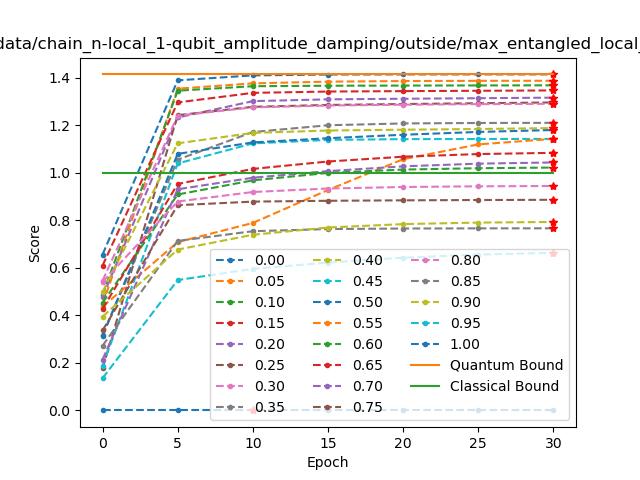 data/chain_n-local_1-qubit_amplitude_damping/outside/max_entangled_local_
Score
1.4
1.2
1.0
0.8
0.6
0.4
0.2
0.0
0.00 0.40 0.80
0.05 0.45 0.85
0.10 0.50 0.90
0.15 0.55 0.95
0.20 0.60 1.00
0.25 0.65 Quantum Bound
0.30 0.70 Classical Bound
0.35 0.75
0 5 10 15 20 25 30
Epoch